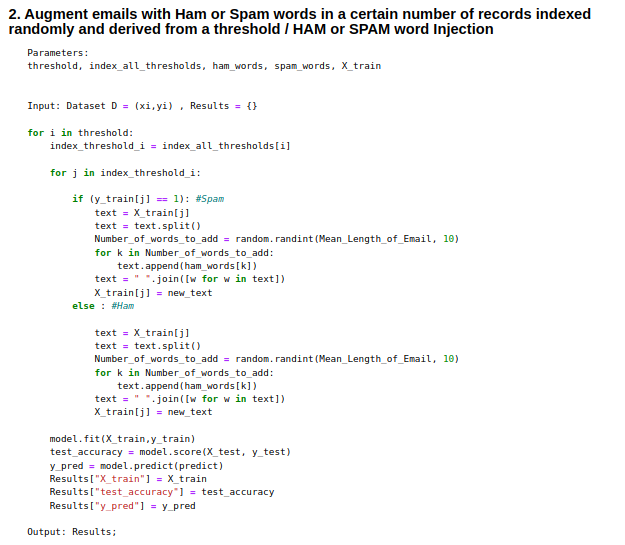 2. Augment emails with Ham or Spam words in a certain number of records indexed
randomly and derived from a threshold / HAM or SPAM word Injection
Parameters:
threshold, index_all_thresholds, ham_words, spam_words, X_train
Input: Dataset D = (xi,yi) , Results = {}
for i in threshold:
    index_threshold_i = index_all_thresholds[i]
    for j in index_threshold_i:
        if (y_train[j] == 1): #Spam
            text = X_train[j]
            text = text.split()
            Number_of_words_to_add = random.randint(Mean_Length_of_Email, 10)
            for k in Number_of_words_to_add:
                text.append(ham_words[k])
            text = " ".join([w for w in text])
            X_train[j] = new_text
        else : #Ham
            text = X_train[j]
            text = text.split()
            Number_of_words_to_add = random.randint(Mean_Length_of_Email, 10)
            for k in Number_of_words_to_add:
                text.append(ham_words[k])
            text = " ".join([w for w in text])
            X_train[j] = new_text
    model.fit(X_train,y_train)
    test_accuracy = model.score(X_test, y_test)
    y_pred = model.predict(predict)
    Results["X_train"] = X_train
    Results["test_accuracy"] = test_accuracy
    Results["y_pred"] = y_pred
Output: Results;